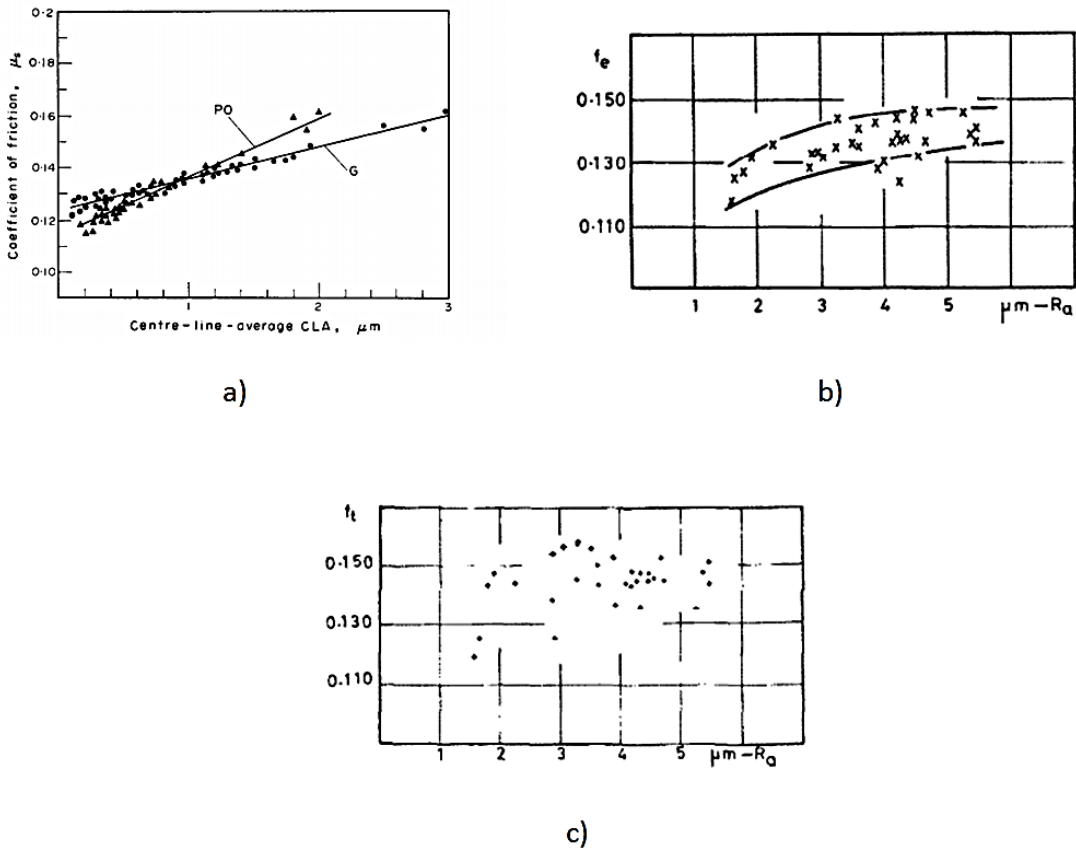 0·2
0·18
0·16
0·14
0·12
0·10
Coefficient of friction, μs
PO
G
1
2
3
Centre-line-average CLA, μm
a)
fe
0·150
0·130
0·110
1
2
3
4
5
μm-Ra
b)
ft
0.150
0.130
0.110
1
2
3
4
5
μm-Ra
c)